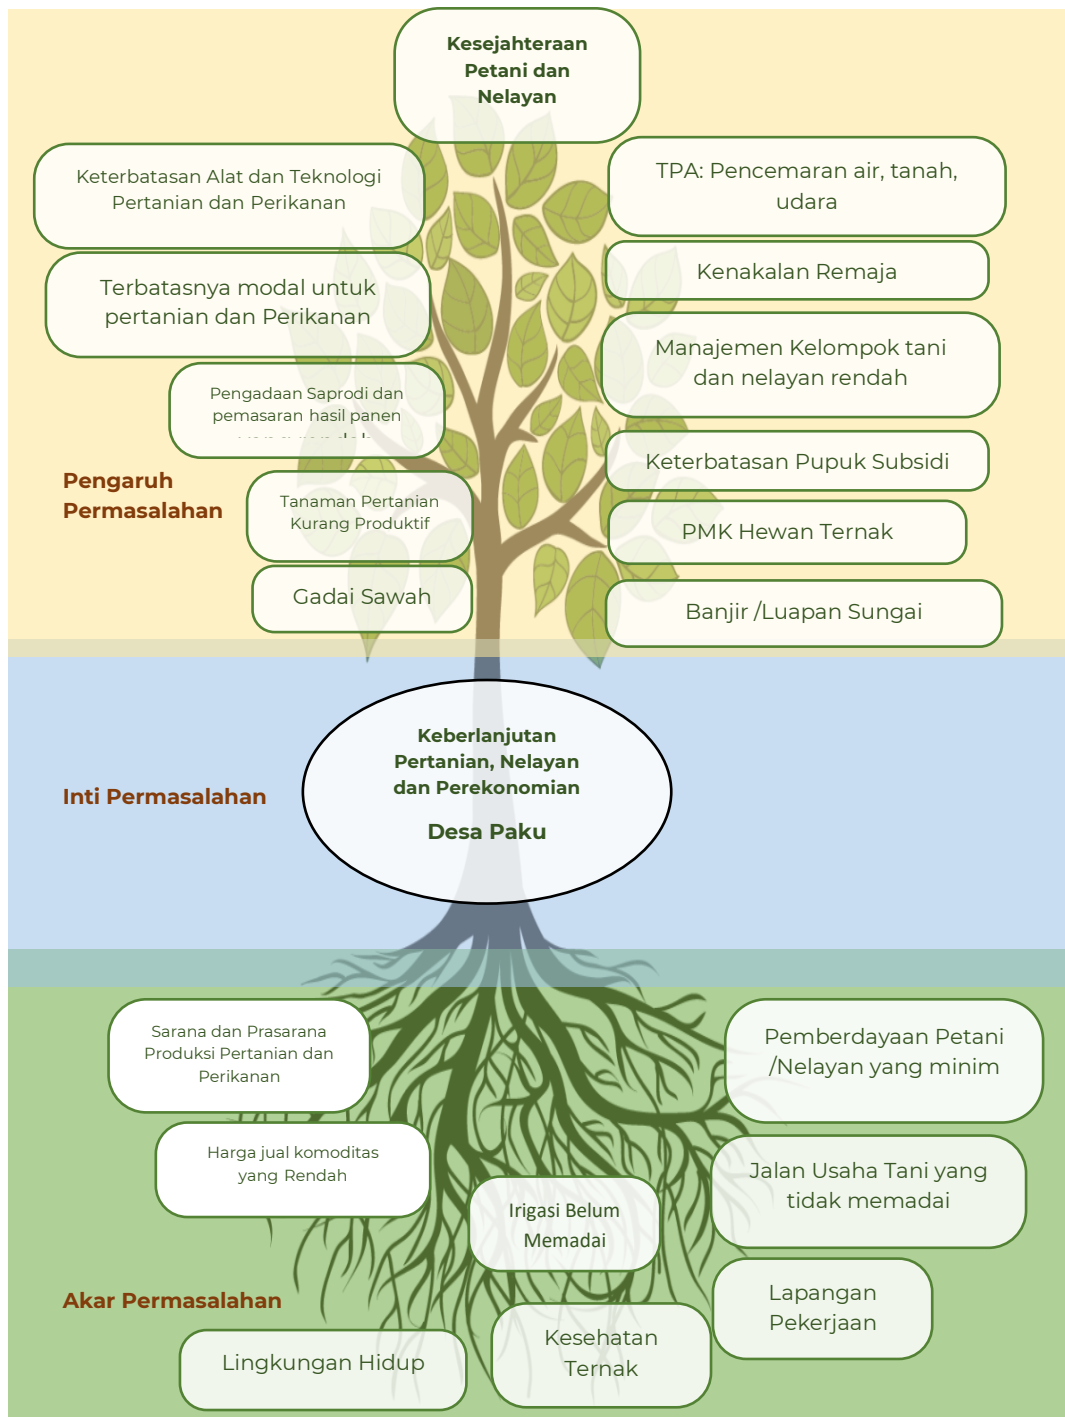 Kesejahteraan
Petani dan
Nelayan
Keterbatasan Alat dan Teknologi
Pertanian dan Perikanan
Terbatasnya modal untuk
pertanian dan Perikanan
Pengadaan Saprodi dan
pemasaran hasil panen
Pengaruh
Permasalahan
Tanaman Pertanian
Kurang Produktif
Gadai Sawah
TPA: Pencemaran air, tanah,
udara
Kenakalan Remaja
Manajemen Kelompok tani
dan nelayan rendah
Keterbatasan Pupuk Subsidi
PMK Hewan Ternak
Banjir /Luapan Sungai
Inti Permasalahan
Keberlanjutan
Pertanian, Nelayan
dan Perekonomian
Desa Paku
Sarana dan Prasarana
Produksi Pertanian dan
Perikanan
Harga jual komoditas
yang Rendah
Pemberdayaan Petani
/Nelayan yang minim
Jalan Usaha Tani yang
tidak memadai
Irigasi Belum
Memadai
Akar Permasalahan
Lapangan
Pekerjaan
Lingkungan Hidup
Kesehatan
Ternak